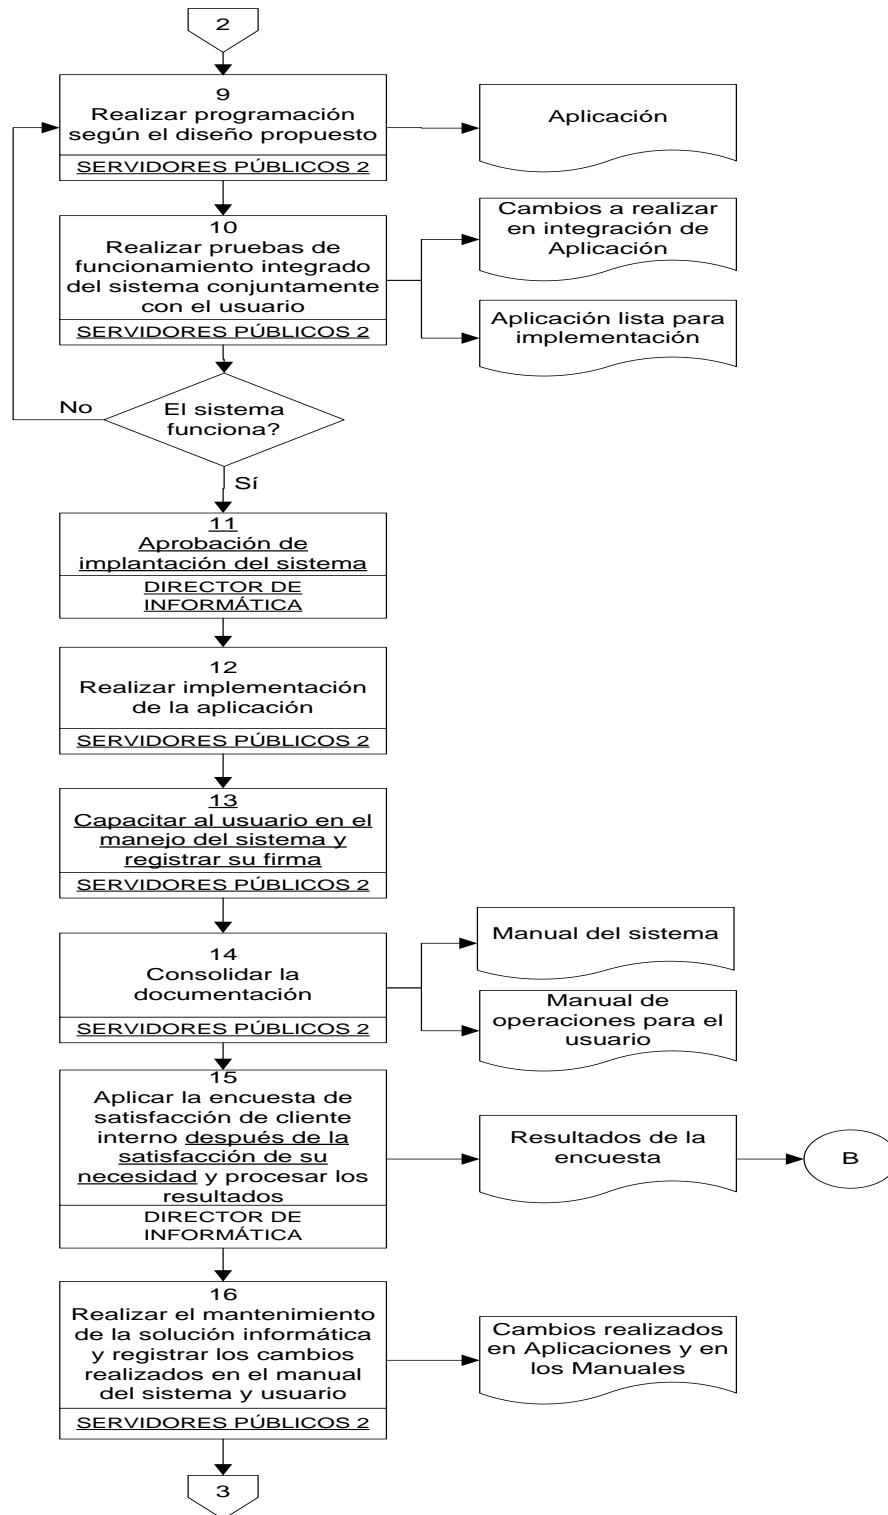 2
9
Realizar programación
según el diseño propuesto
SERVIDORES PÚBLICOS 2
Aplicación
10
Realizar pruebas de
funcionamiento integrado
del sistema conjuntamente
con el usuario
SERVIDORES PÚBLICOS 2
Cambios a realizar
en integración de
Aplicación
Aplicación lista para
implementación
El sistema
funciona?
No
Sí
11
Aprobación de
implantación del sistema
DIRECTOR DE
INFORMÁTICA
12
Realizar implementación
de la aplicación
SERVIDORES PÚBLICOS 2
13
Capacitar al usuario en el
manejo del sistema y
registrar su firma
SERVIDORES PÚBLICOS 2
14
Consolidar la
documentación
SERVIDORES PÚBLICOS 2
Manual del sistema
Manual de
operaciones para el
usuario
15
Aplicar la encuesta de
satisfacción de cliente
interno después de la
satisfacción de su
necesidad y procesar los
resultados
DIRECTOR DE
INFORMÁTICA
Resultados de la
encuesta
B
16
Realizar el mantenimiento
de la solución informática
y registrar los cambios
realizados en el manual
del sistema y usuario
SERVIDORES PÚBLICOS 2
Cambios realizados
en Aplicaciones y en
los Manuales
3